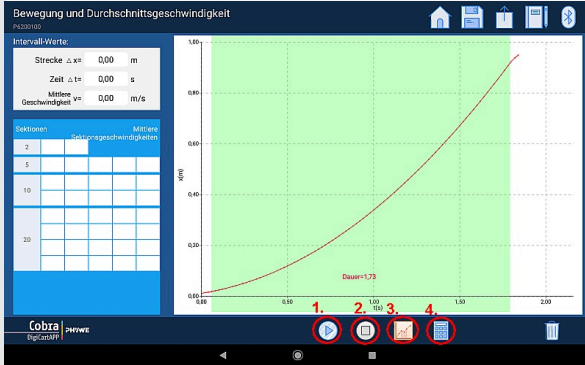 Bewegung und Durchschnittsgeschwindigkeit
P6200100
Intervall-Werte:
Strecke △ x= 0,00 m
Zeit △ t= 0,00 s
Mittlere
Geschwindigkeit v= 0,00 m/s
Sektionen Mittlere
Sektionsgeschwindigkeiten
2
5
10
20
1,00
0,80
0,60
0,40
0,20
0,00
x(m)
Dauer=1,73
0,00 0,50 1,00 1,50 2,00
t(s)
1. 2. 3. 4.
Cobra PHYWE
DigiCartAPP